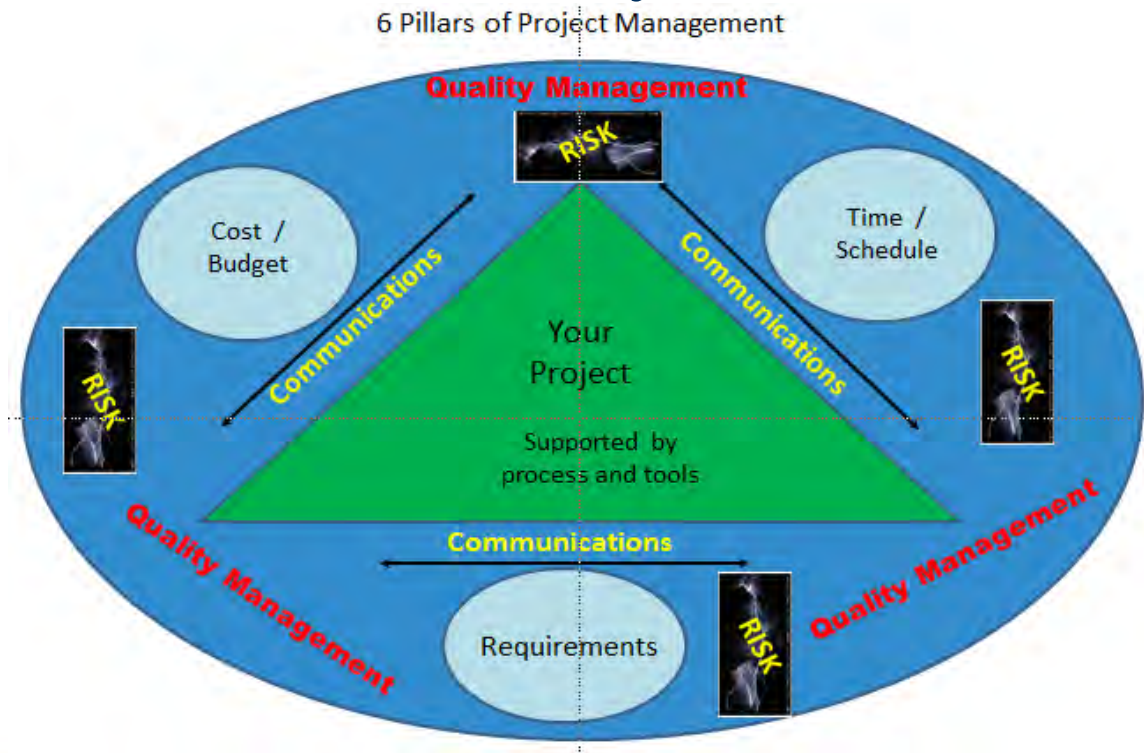 6 Pillars of Project Management
Quality Management
RISK
Cost /
Budget
Time /
Schedule
Communications
Communications
RISK
RISK
Your
Project
Supported by
process and tools
Communications
Quality Management
Quality Management
Requirements
RISK